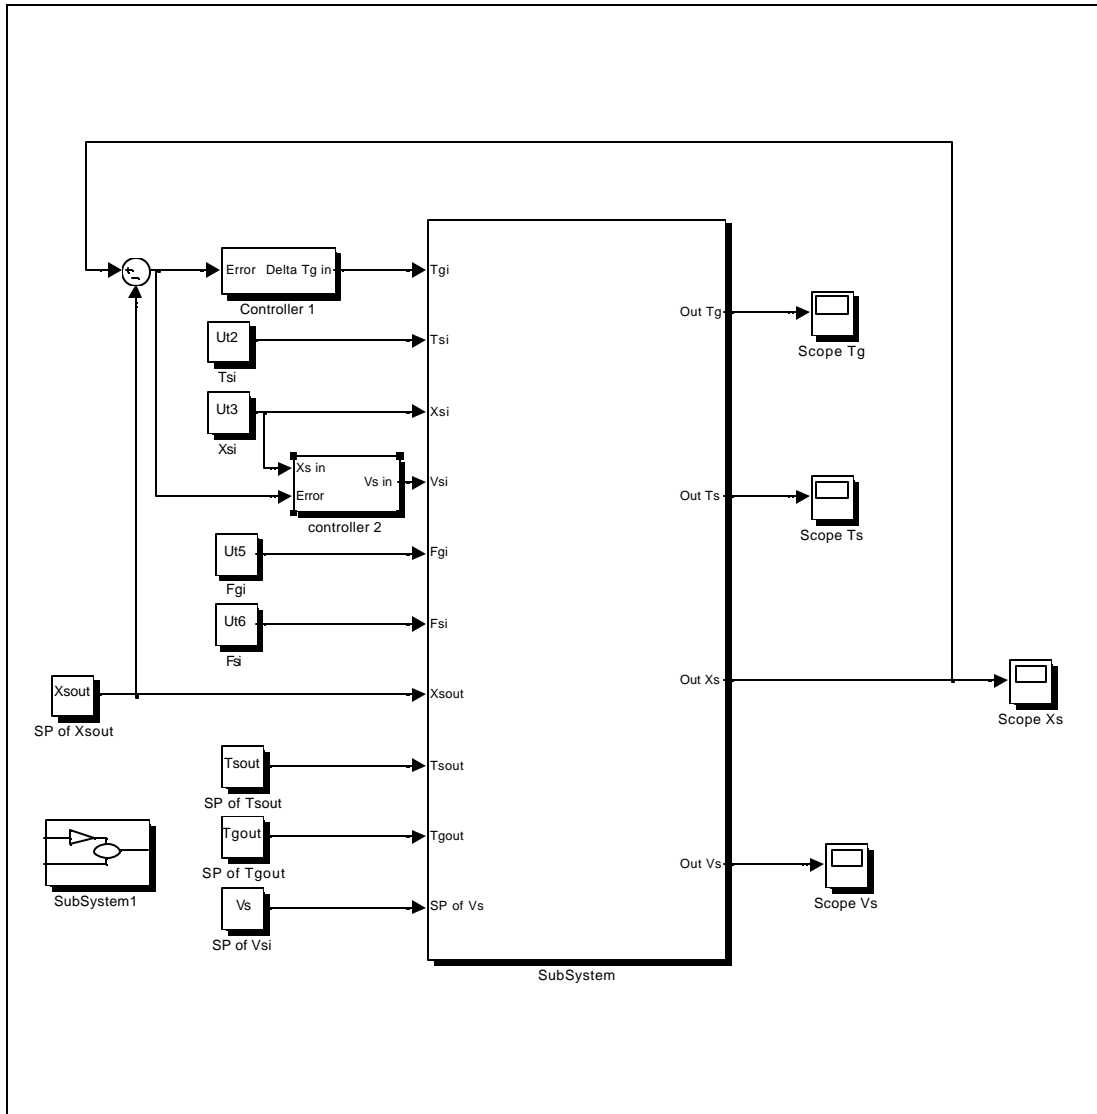 Error Delta Tg in
Controller 1
Tgi
Out Tg
Scope Tg
Ut2
Tsi
Tsi
Ut3
Xsi
Xsi
Xs in
Error
Vs in
controller 2
Vsi
Out Ts
Scope Ts
Ut5
Fgi
Fgi
Ut6
Fsi
Fsi
Xsout
SP of Xsout
Xsout
Out Xs
Scope Xs
Tsout
SP of Tsout
Tsout
Tgout
SP of Tgout
Tgout
Out Vs
Scope Vs
SubSystem1
Vs
SP of Vsi
SP of Vs
SubSystem